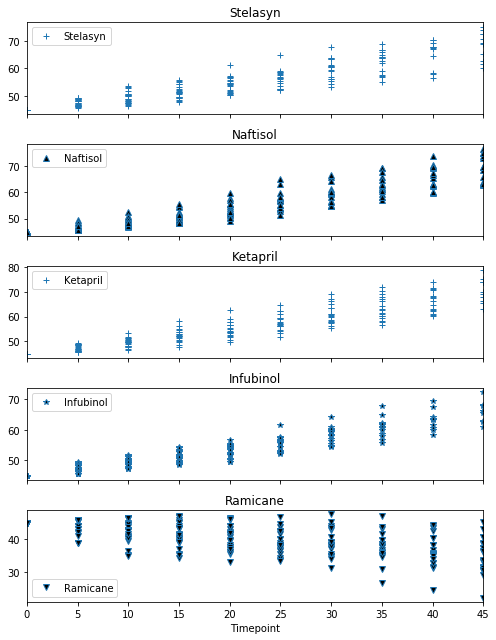 Stelasyn
70
60
50
Stelasyn
Naftisol
70
60
50
Naftisol
Ketapril
80
70
60
50
Ketapril
Infubinol
70
60
50
Infubinol
Ramicane
40
30
Ramicane
0 5 10 15 20 25 30 35 40 45
Timepoint